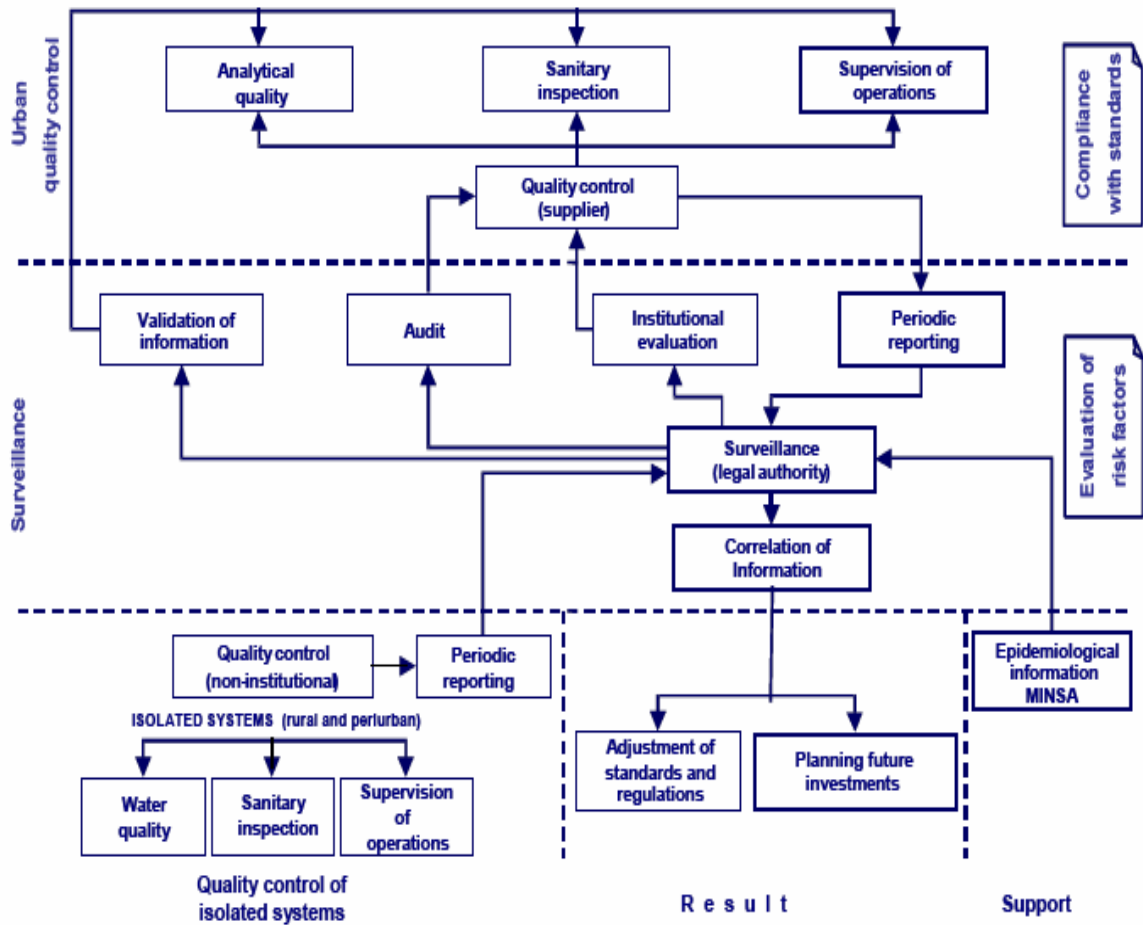 Urban
quality control
Analytical
quality
Sanitary
inspection
Supervision of
operations
Compliance
with standards
Quality control
(supplier)
Surveillance
Validation of
information
Audit
Institutional
evaluation
Periodic
reporting
Evaluation of
risk factors
Surveillance
(legal authority)
Correlation of
Information
Quality control
(non-institutional)
Periodic
reporting
Epidemiological
information
MINSA
ISOLATED SYSTEMS (rural and periurban)
Water
quality
Sanitary
inspection
Supervision
of
operations
Adjustment of
standards and
regulations
Planning future
investments
Quality control of
isolated systems
Result
Support